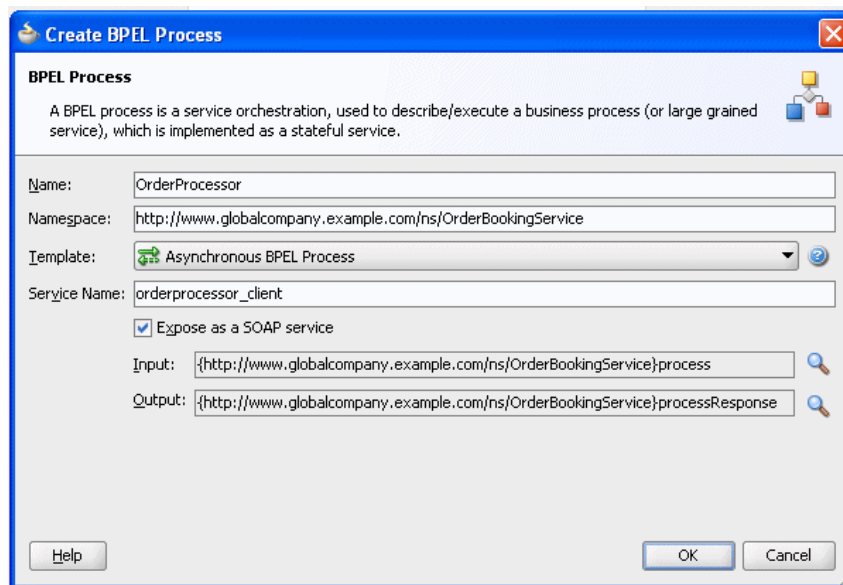 Create BPEL Process
BPEL Process
A BPEL process is a service orchestration, used to describe/execute a business process (or large grained
service), which is implemented as a stateful service.
Name: OrderProcessor
Namespace: http://www.globalcompany.example.com/ns/OrderBookingService
Template: Asynchronous BPEL Process
Service Name: orderprocessor_client
Expose as a SOAP service
Input: {http://www.globalcompany.example.com/ns/OrderBookingService}process
Output: {http://www.globalcompany.example.com/ns/OrderBookingService}processResponse
Help OK Cancel